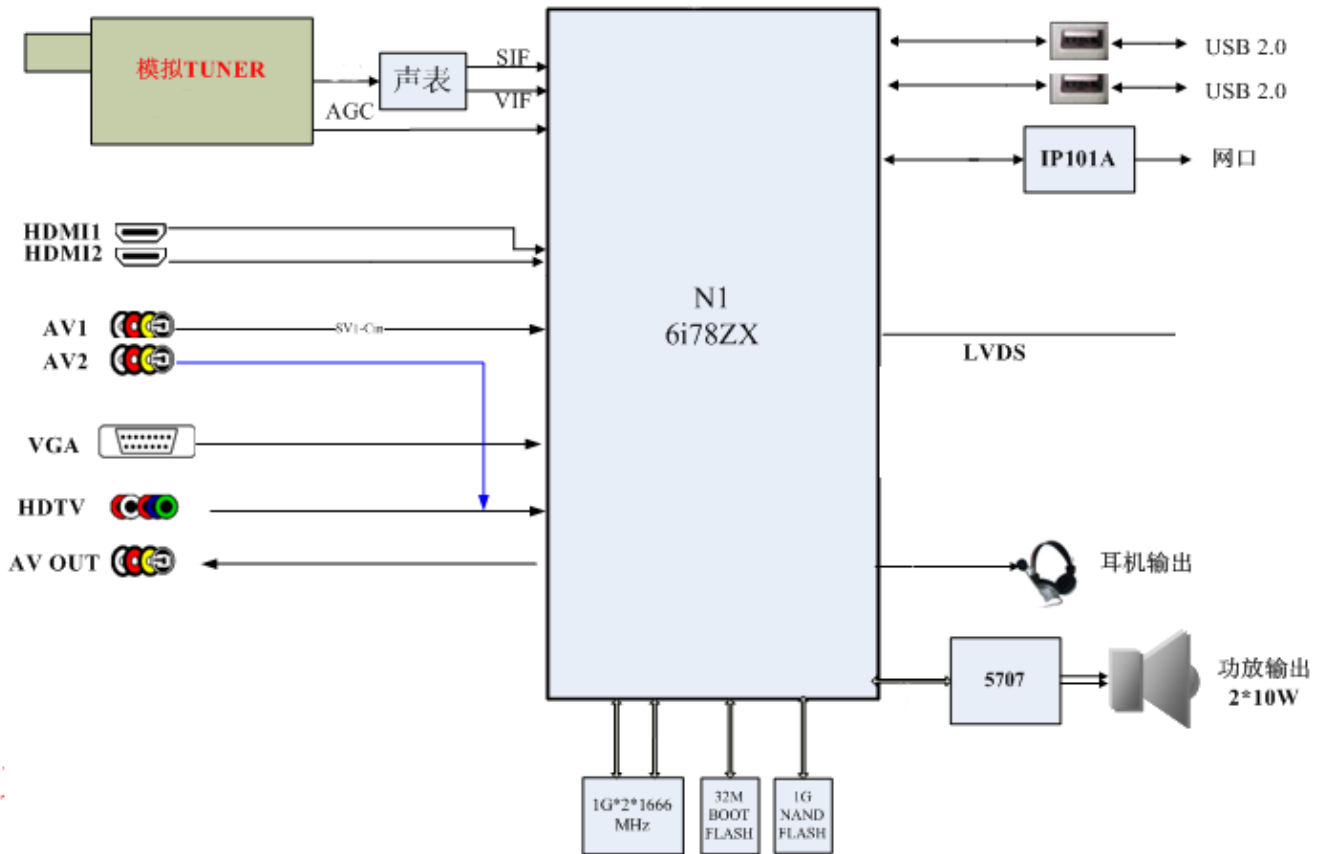 模拟TUNER
声表
SIF
VIF
AGC
USB 2.0
USB 2.0
IP101A
网口
HDMI1
HDMI2
AV1
AV2
VGA
HDTV
AV OUT
N1
6i78ZX
LVDS
耳机输出
5707
功放输出
2*10W
1G*2*1666
MHz
32M
BOOT
FLASH
1G
NAND
FLASH